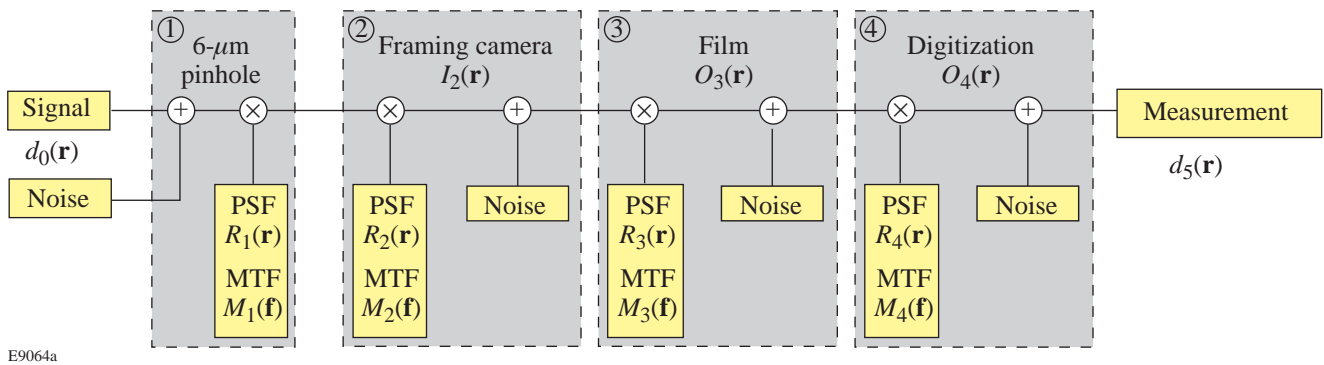 ① 6-μm pinhole
② Framing camera
I₂(r)
③ Film
O₃(r)
④ Digitization
O₄(r)
Signal
d₀(r)
Noise
+
×
×
+
×
+
×
+
Measurement
d₅(r)
PSF
R₁(r)
MTF
M₁(f)
PSF
R₂(r)
MTF
M₂(f)
Noise
PSF
R₃(r)
MTF
M₃(f)
Noise
PSF
R₄(r)
MTF
M₄(f)
Noise
E9064a